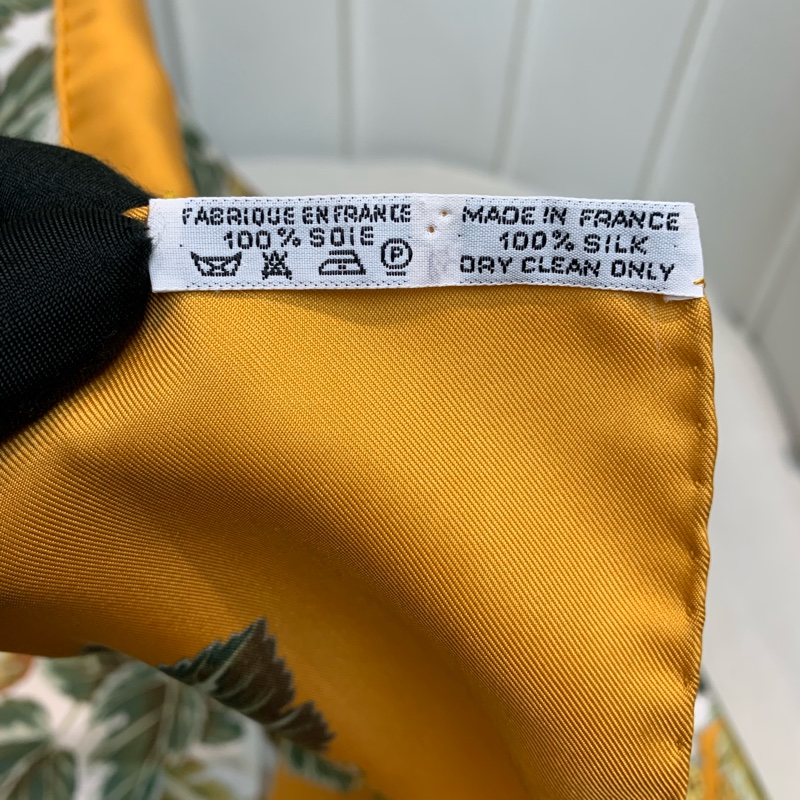 FABRIQUE EN FRANCE
100% SOIE
P
MADE IN FRANCE
100% SILK
DRY CLEAN ONLY